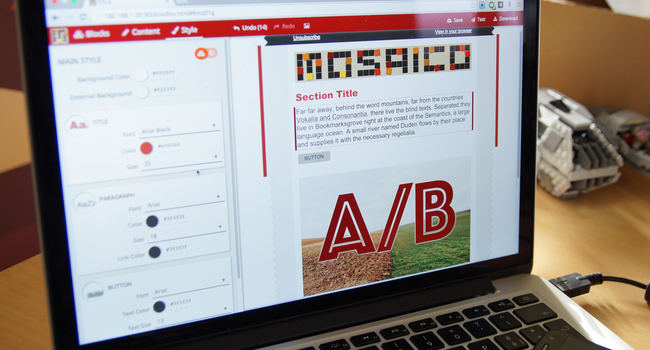 Blocks
Content
Style
Undo (14)
Redo
Save
Test
Download
Unsubscribe
View in your browser
MAIN STYLE
Background Color
#ffffff
External Background
Aa.
TITLE
Font Arial Black
Color
Size 25
AaZz
PARAGRAPH
Font Arial
Color #3f3f3f
Size 18
Link Color #3f3f3f
Button
BUTTON
Font Arial
Text Color #3f3f3f
Text Size 13
MOSAICO
Section Title
Far far away, behind the word mountains, far from the countries
Vokalia and Consonantia, there live the blind texts. Separated they
live in Bookmarksgrove right at the coast of the Semantics, a large
language ocean. A small river named Duden flows by their place
and supplies it with the necessary regelialia.
BUTTON
A/B